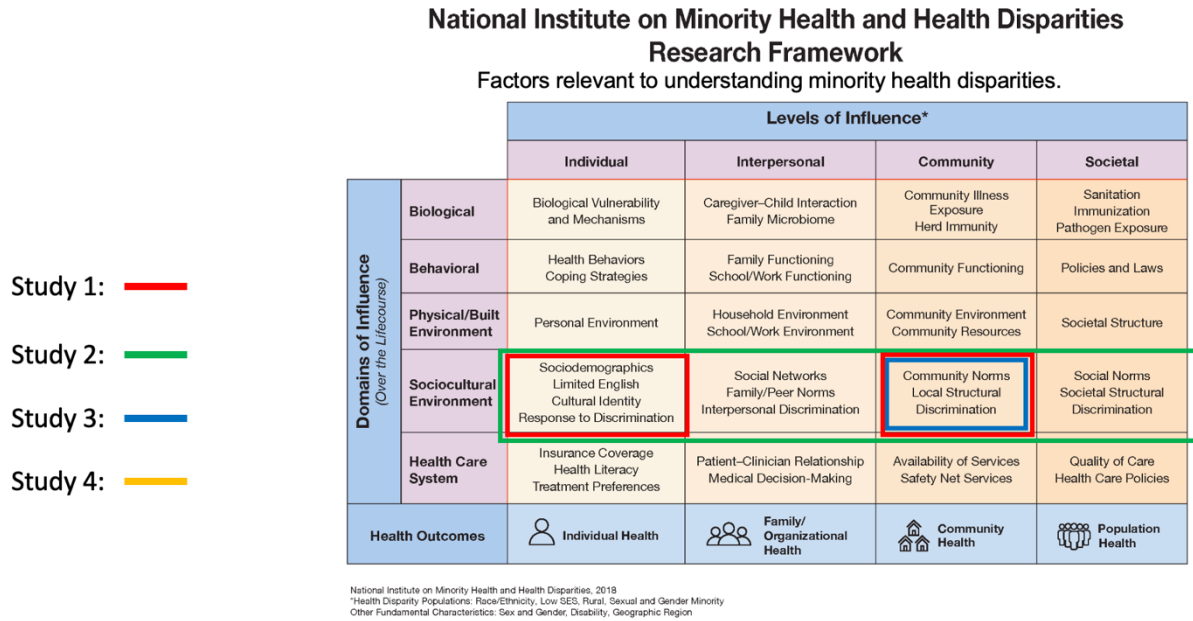 National Institute on Minority Health and Health Disparities
Research Framework
Factors relevant to understanding minority health disparities.
Levels of Influence*
Individual
Interpersonal
Community
Societal
Domains of Influence
(Over the Lifecourse)
Biological
Biological Vulnerability
and Mechanisms
Caregiver–Child Interaction
Family Microbiome
Community Illness
Exposure
Herd Immunity
Sanitation
Immunization
Pathogen Exposure
Behavioral
Health Behaviors
Coping Strategies
Family Functioning
School/Work Functioning
Community Functioning
Policies and Laws
Physical/Built
Environment
Personal Environment
Household Environment
School/Work Environment
Community Environment
Community Resources
Societal Structure
Sociocultural
Environment
Sociodemographics
Limited English
Cultural Identity
Response to Discrimination
Social Networks
Family/Peer Norms
Interpersonal Discrimination
Community Norms
Local Structural
Discrimination
Social Norms
Societal Structural
Discrimination
Health Care
System
Insurance Coverage
Health Literacy
Treatment Preferences
Patient–Clinician Relationship
Medical Decision-Making
Availability of Services
Safety Net Services
Quality of Care
Health Care Policies
Health Outcomes
Individual Health
Family/
Organizational
Health
Community
Health
Population
Health
Study 1:
Study 2:
Study 3:
Study 4:
National Institute on Minority Health and Health Disparities, 2018
*Health Disparity Populations: Race/Ethnicity, Low SES, Rural, Sexual and Gender Minority
Other Fundamental Characteristics: Sex and Gender, Disability, Geographic Region